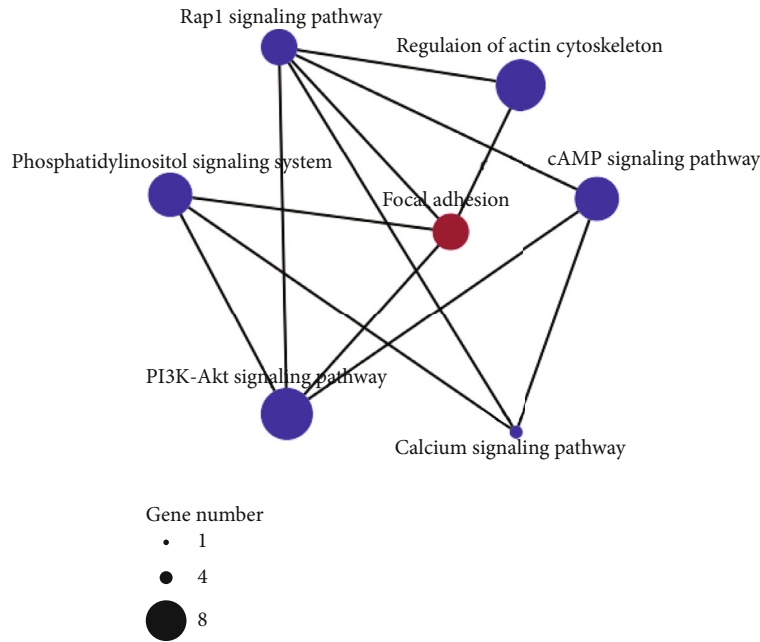 Rap1 signaling pathway
Regulaion of actin cytoskeleton
cAMP signaling pathway
Phosphatidylinositol signaling system
Focal adhesion
PI3K-Akt signaling pathway
Calcium signaling pathway
Gene number
1
4
8